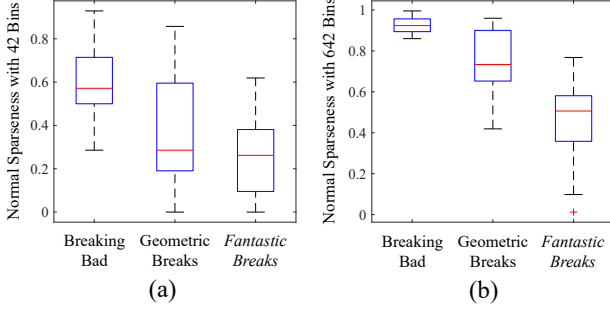 Normal Sparseness with 42 Bins
0.8
0.6
0.4
0.2
0
Breaking Bad
Geometric Breaks
Fantastic Breaks
(a)
Normal Sparseness with 642 Bins
1
0.8
0.6
0.4
0.2
0
Breaking Bad
Geometric Breaks
Fantastic Breaks
(b)